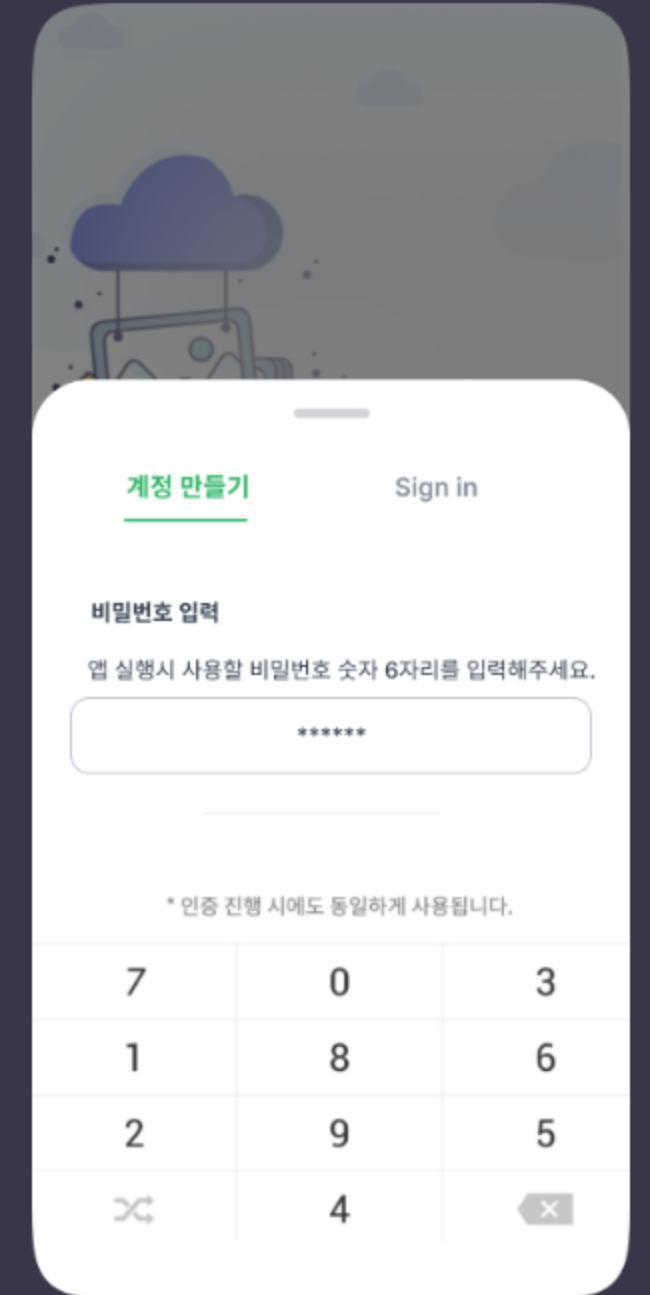 계정 만들기 Sign in
비밀번호 입력
앱 실행시 사용할 비밀번호 숫자 6자리를 입력해주세요.
******
* 인증 진행 시에도 동일하게 사용됩니다.
7 0 3
1 8 6
2 9 5
4